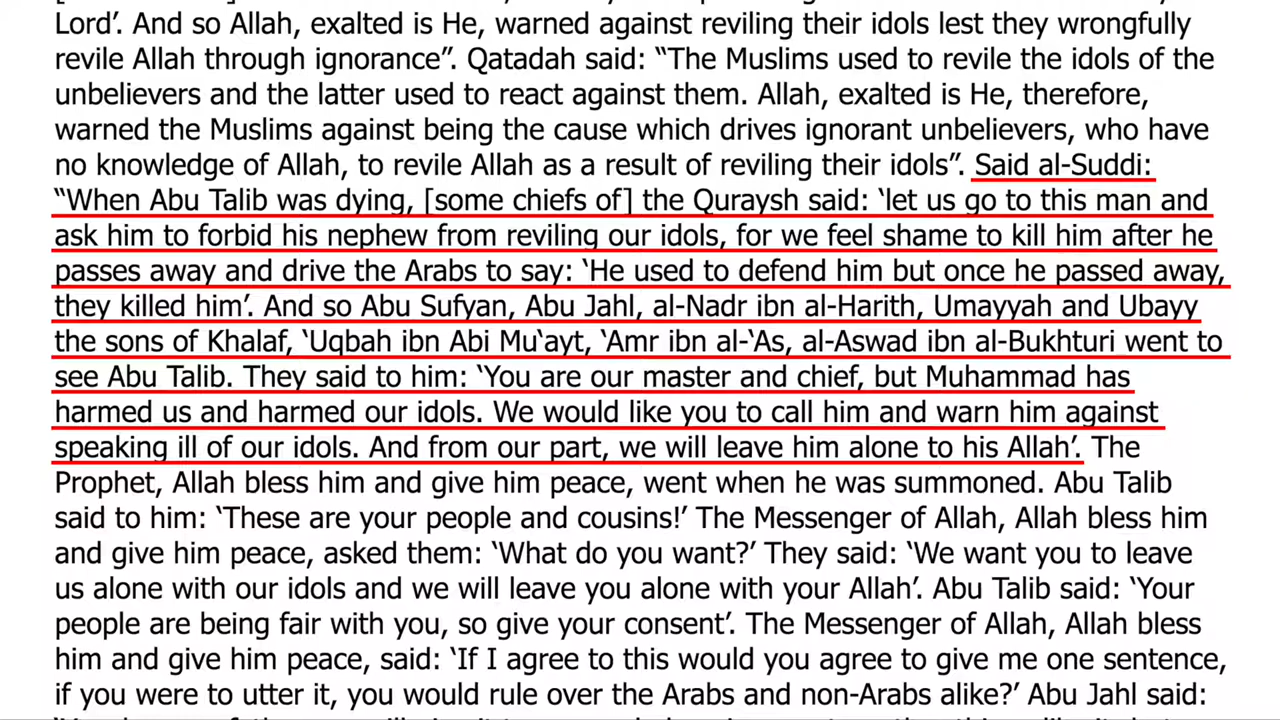 Lord’. And so Allah, exalted is He, warned against reviling their idols lest they wrongfully
revile Allah through ignorance”. Qatadah said: “The Muslims used to revile the idols of the
unbelievers and the latter used to react against them. Allah, exalted is He, therefore,
warned the Muslims against being the cause which drives ignorant unbelievers, who have
no knowledge of Allah, to revile Allah as a result of reviling their idols”. Said al-Suddi:
“When Abu Talib was dying, [some chiefs of] the Quraysh said: ‘let us go to this man and
ask him to forbid his nephew from reviling our idols, for we feel shame to kill him after he
passes away and drive the Arabs to say: ‘He used to defend him but once he passed away,
they killed him’. And so Abu Sufyan, Abu Jahl, al-Nadr ibn al-Harith, Umayyah and Ubayy
the sons of Khalaf, ‘Uqbah ibn Abi Mu‘ayt, ‘Amr ibn al-‘As, al-Aswad ibn al-Bukhturi went to
see Abu Talib. They said to him: ‘You are our master and chief, but Muhammad has
harmed us and harmed our idols. We would like you to call him and warn him against
speaking ill of our idols. And from our part, we will leave him alone to his Allah’. The
Prophet, Allah bless him and give him peace, went when he was summoned. Abu Talib
said to him: ‘These are your people and cousins!’ The Messenger of Allah, Allah bless him
and give him peace, asked them: ‘What do you want?’ They said: ‘We want you to leave
us alone with our idols and we will leave you alone with your Allah’. Abu Talib said: ‘Your
people are being fair with you, so give your consent’. The Messenger of Allah, Allah bless
him and give him peace, said: ‘If I agree to this would you agree to give me one sentence,
if you were to utter it, you would rule over the Arabs and non-Arabs alike?’ Abu Jahl said: